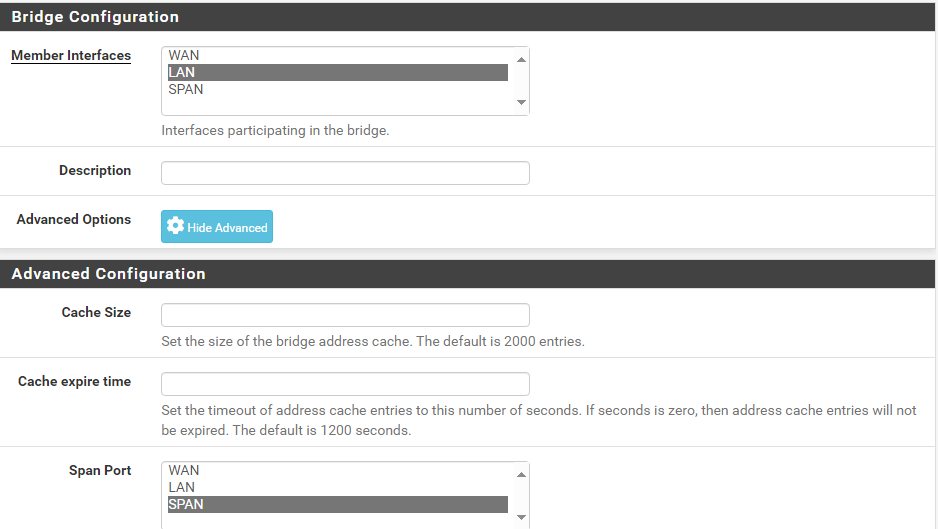 Bridge Configuration
Member Interfaces
WAN
LAN
SPAN
Interfaces participating in the bridge.
Description
Advanced Options
Hide Advanced
Advanced Configuration
Cache Size
Set the size of the bridge address cache. The default is 2000 entries.
Cache expire time
Set the timeout of address cache entries to this number of seconds. If seconds is zero, then address cache entries will not
be expired. The default is 1200 seconds.
Span Port
WAN
LAN
SPAN